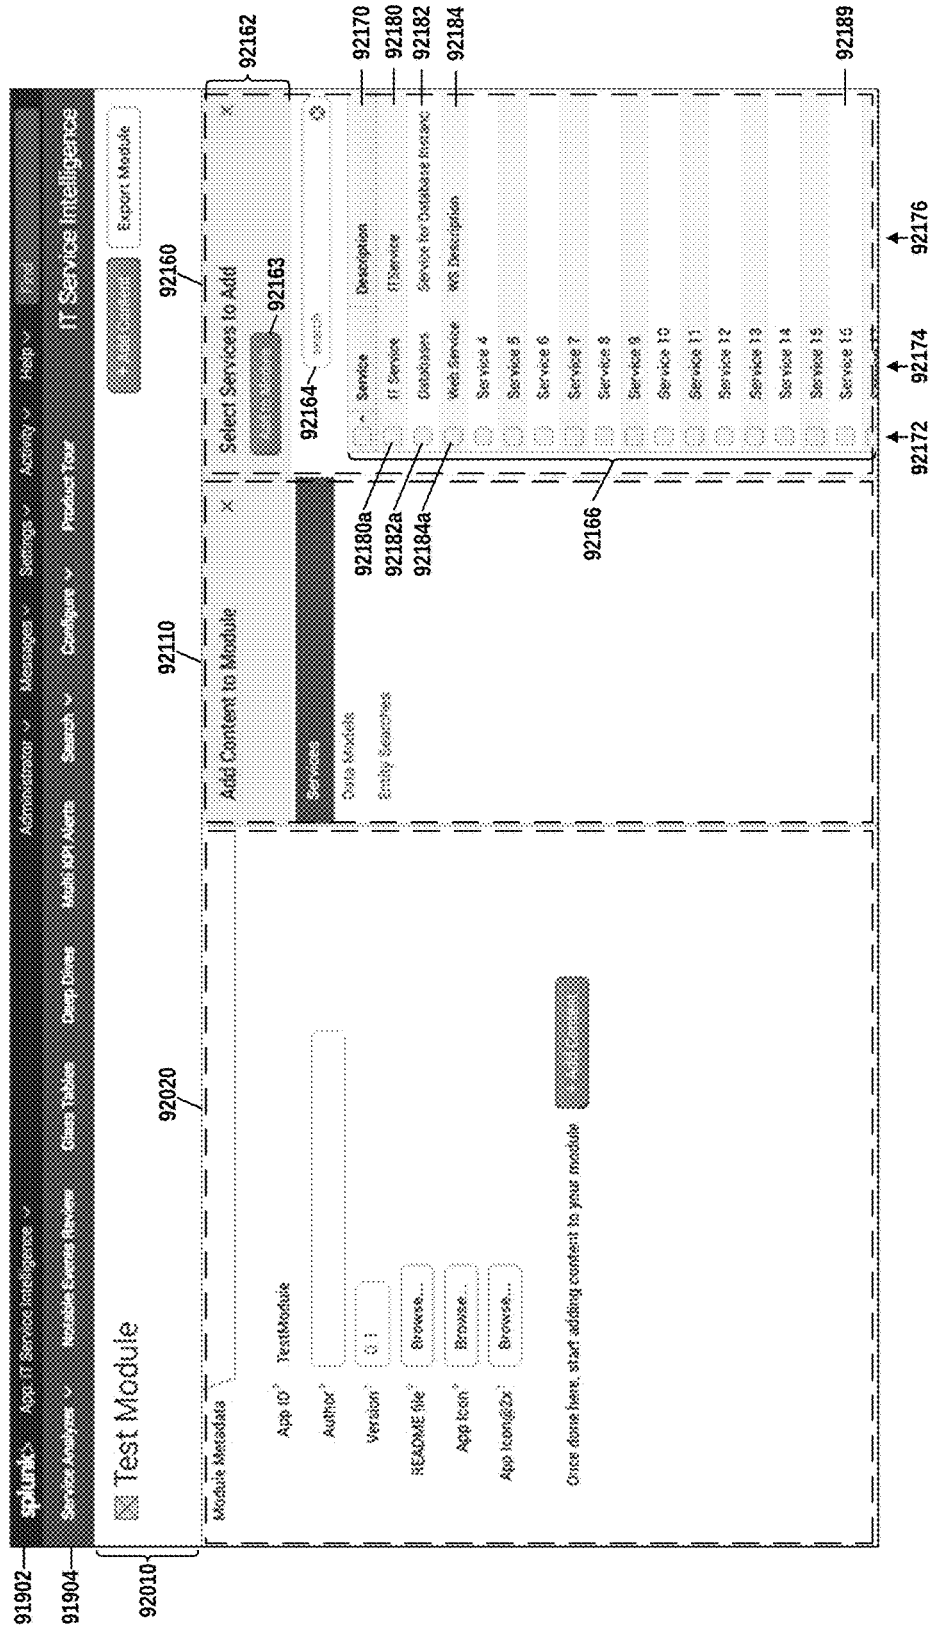 91902
91904
92010
splunk> App: IT Service Intelligence
Administrator Messages Settings Activity Help
Service Analyzer Notable Events Review Glass Tables Deep Dives Multi KPI Alerts Search Configure Product Tour IT Service Intelligence
Test Module
Export Module
92020
92110
92160
92162
Module Metadata
App ID TestModule
Author
Version 0.1
README file Browse...
App Icon Browse...
App Icon@2x Browse...
Once done here, start adding content to your module
Add Content to Module ×
Services
Data Models
Entity Searches
Select Services to Add ×
92163
92164
search
Service Description 92170
92180a IT Service ITService 92180
92182a Databases Service for Database Instanc 92182
92184a Web Service WS Description 92184
Service 4
Service 5
Service 6
Service 7
Service 8
92166
Service 9
Service 10
Service 11
Service 12
Service 13
Service 14
Service 15
Service 16 92189
92172 92174 92176